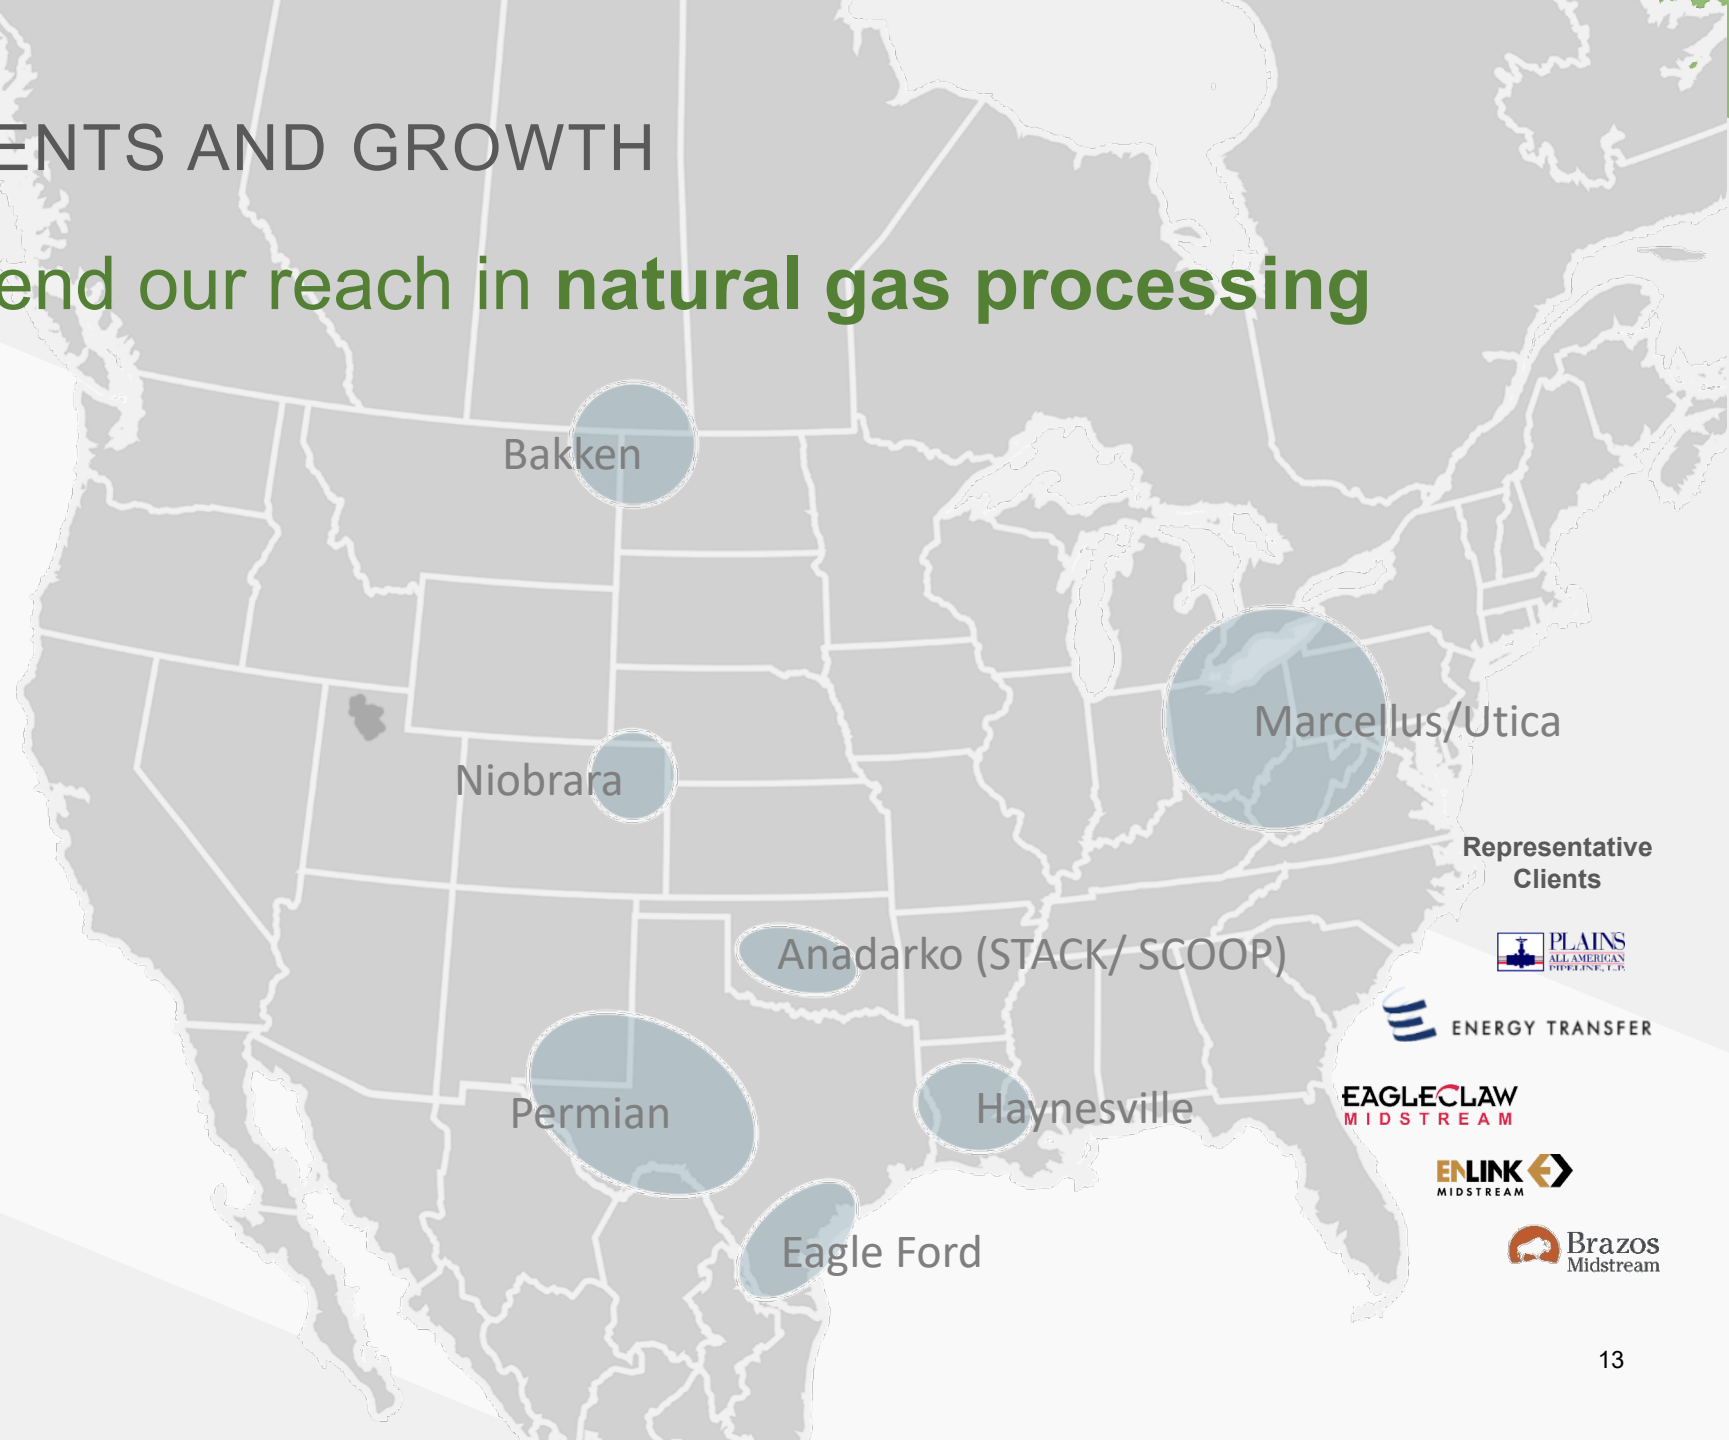 ENTS AND GROWTH
end our reach in natural gas processing
Bakken
Marcellus/Utica
Niobrara
Representative
Clients
Anadarko (STACK/ SCOOP)
PLAINS
ALL AMERICAN
PIPELINE, L.P.
ENERGY TRANSFER
Permian
Haynesville
EAGLECLAW
MIDSTREAM
ENLINK
MIDSTREAM
Eagle Ford
Brazos
Midstream
13